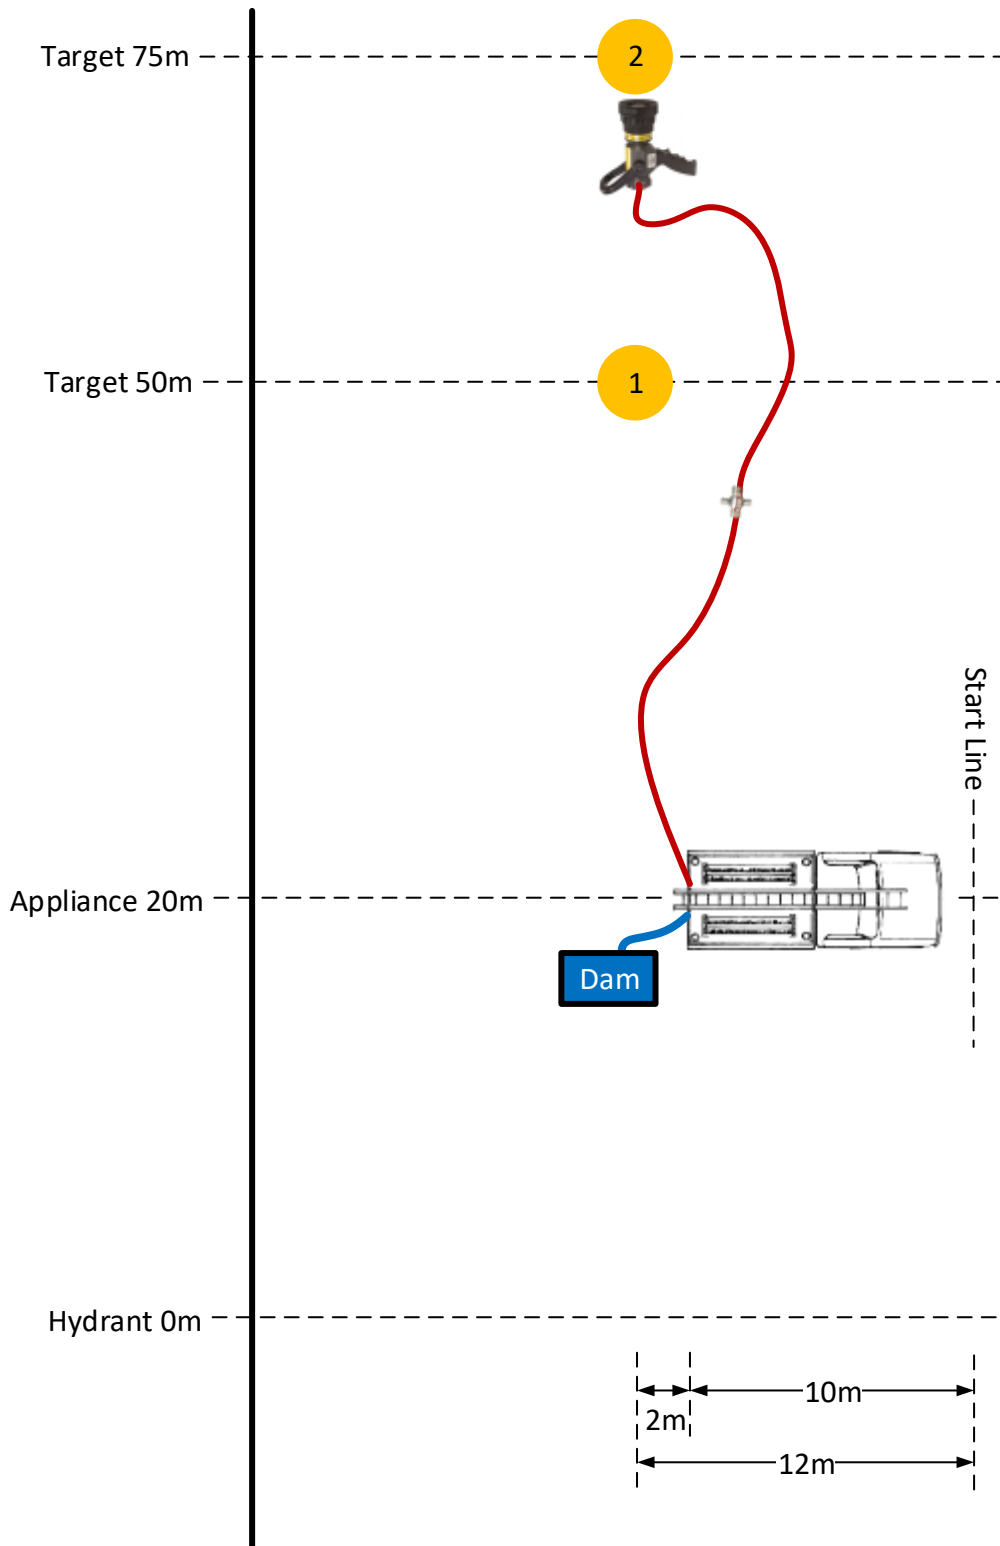 Target 75m
2
Target 50m
1
Start Line
Appliance 20m
Dam
Hydrant 0m
10m
2m
12m